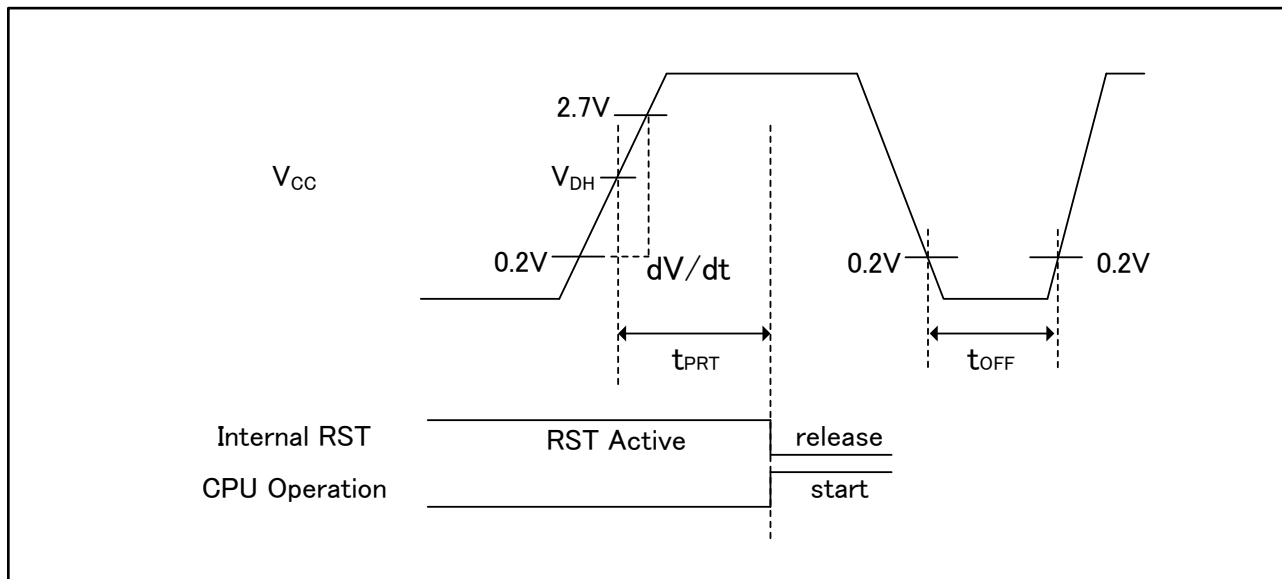 2.7V
VCC
VDH
0.2V
dV/dt
0.2V
0.2V
tPRT
tOFF
Internal RST
RST Active
release
CPU Operation
start